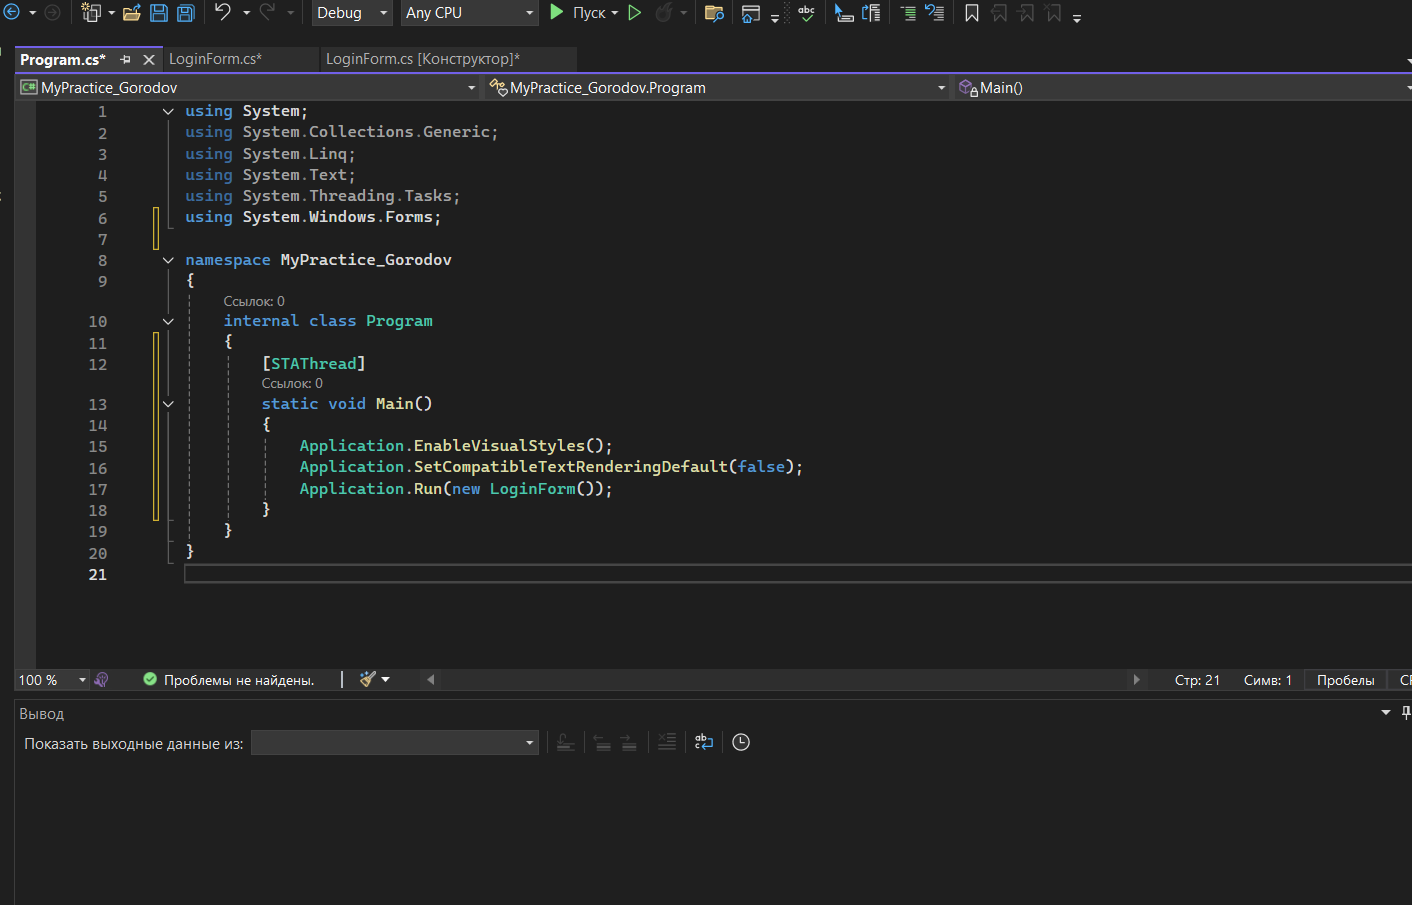 Debug Any CPU Пуск
Program.cs* LoginForm.cs* LoginForm.cs [Конструктор]*
MyPractice_Gorodov MyPractice_Gorodov.Program Main()
1 using System;
2 using System.Collections.Generic;
3 using System.Linq;
4 using System.Text;
5 using System.Threading.Tasks;
6 using System.Windows.Forms;
7
8 namespace MyPractice_Gorodov
9 {
Ссылок: 0
10 internal class Program
11 {
12 [STAThread]
Ссылок: 0
13 static void Main()
14 {
15 Application.EnableVisualStyles();
16 Application.SetCompatibleTextRenderingDefault(false);
17 Application.Run(new LoginForm());
18 }
19 }
20 }
21
100 % Проблемы не найдены. Стр: 21 Симв: 1 Пробелы
Вывод
Показать выходные данные из: